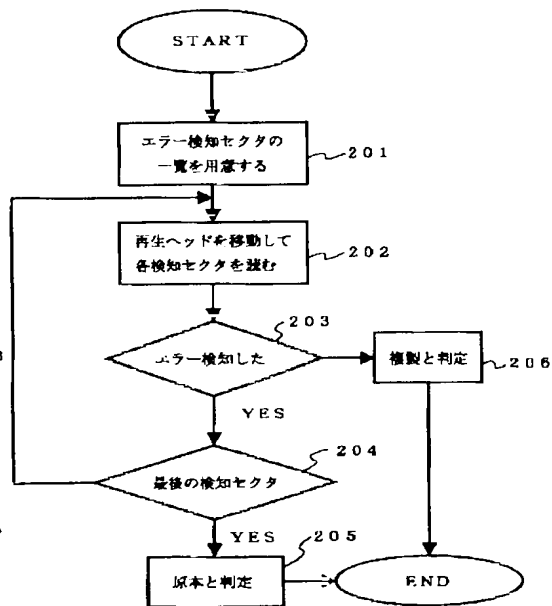 START
エラー検知セクタの
一覧を用意する
201
再生ヘッドを移動して
各検知セクタを読む
202
203
エラー検知した
複製と判定
206
YES
204
最後の検知セクタ
YES
205
原本と判定
END